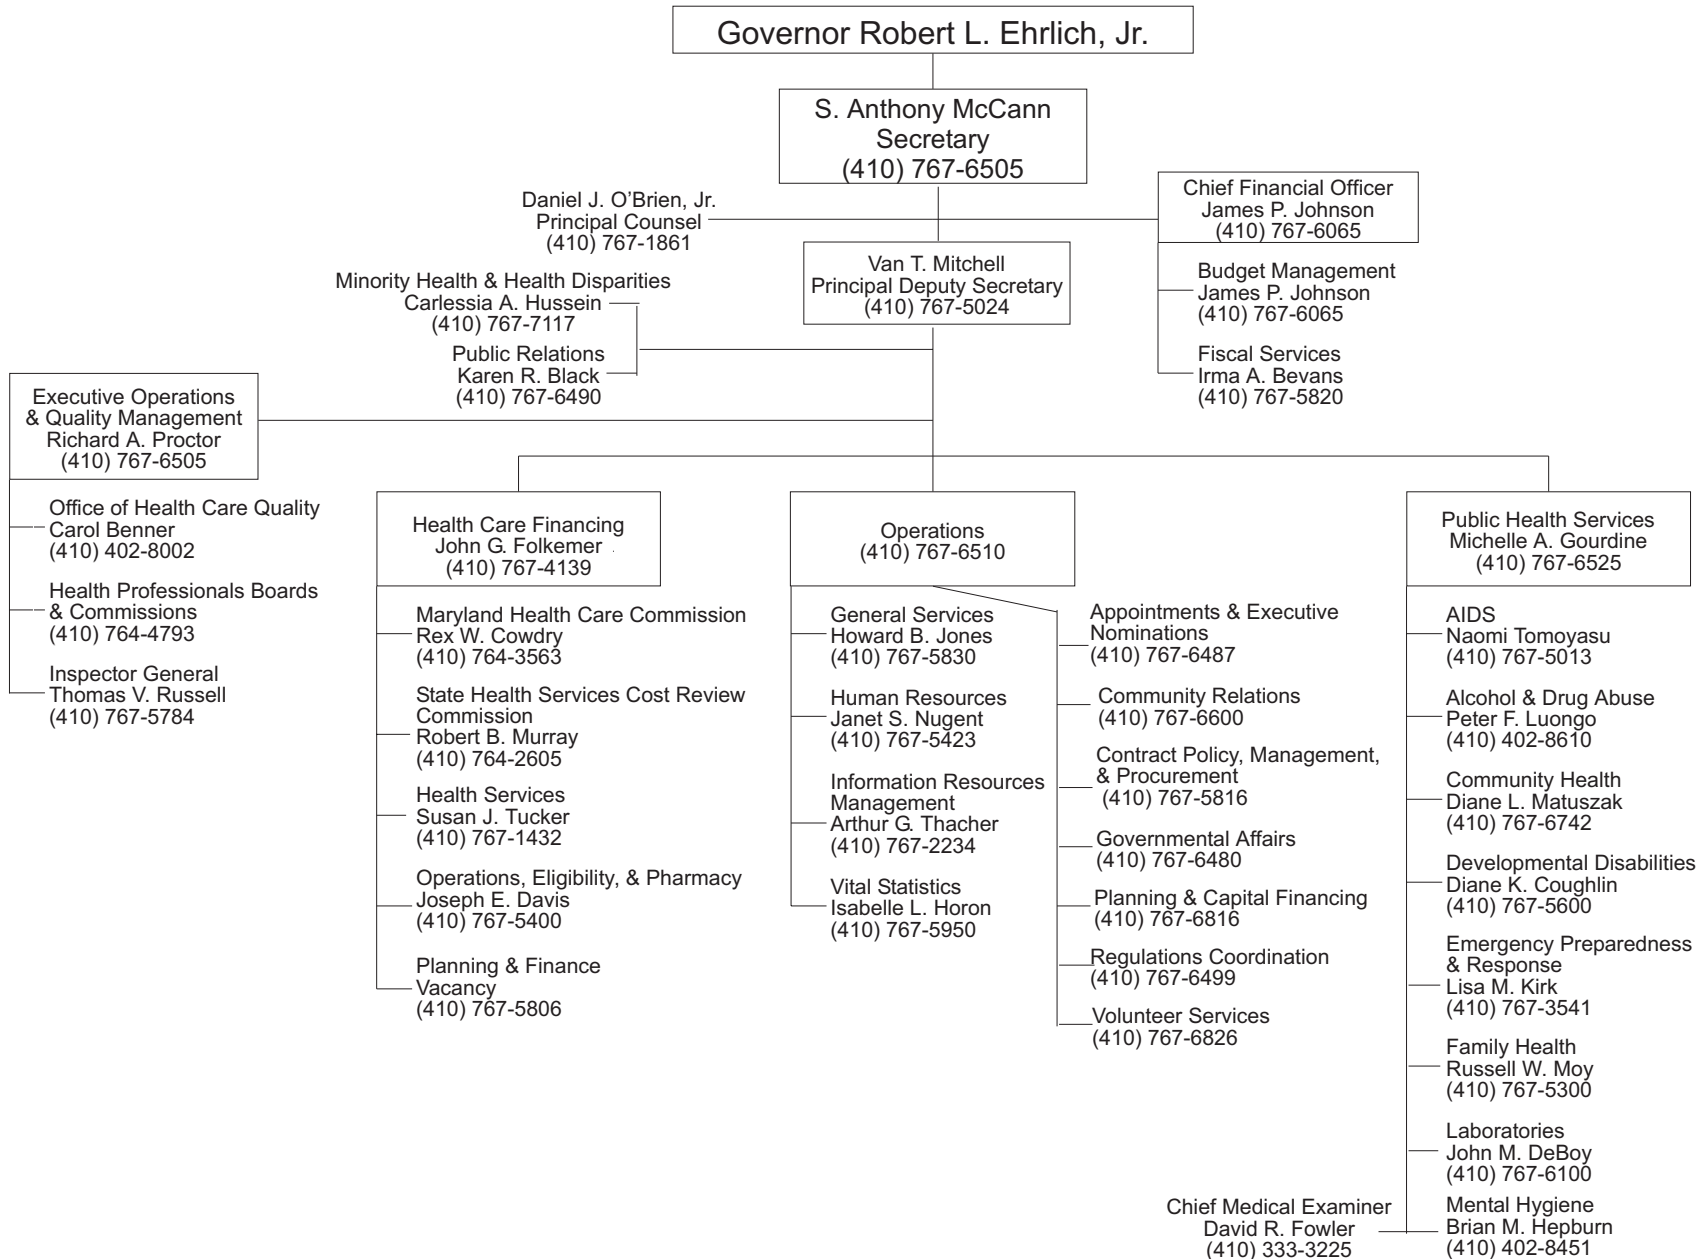 Governor Robert L. Ehrlich, Jr.
S. Anthony McCann
Secretary
(410) 767-6505
Daniel J. O’Brien, Jr.
Principal Counsel
(410) 767-1861
Chief Financial Officer
James P. Johnson
(410) 767-6065
Van T. Mitchell
Principal Deputy Secretary
(410) 767-5024
Budget Management
James P. Johnson
(410) 767-6065
Fiscal Services
Irma A. Bevans
(410) 767-5820
Minority Health & Health Disparities
Carlessia A. Hussein
(410) 767-7117
Public Relations
Karen R. Black
(410) 767-6490
Executive Operations
& Quality Management
Richard A. Proctor
(410) 767-6505
Office of Health Care Quality
Carol Benner
(410) 402-8002
Health Professionals Boards
& Commissions
(410) 764-4793
Inspector General
Thomas V. Russell
(410) 767-5784
Health Care Financing
John G. Folkemer
(410) 767-4139
Maryland Health Care Commission
Rex W. Cowdry
(410) 764-3563
State Health Services Cost Review
Commission
Robert B. Murray
(410) 764-2605
Health Services
Susan J. Tucker
(410) 767-1432
Operations, Eligibility, & Pharmacy
Joseph E. Davis
(410) 767-5400
Planning & Finance
Vacancy
(410) 767-5806
Operations
(410) 767-6510
General Services
Howard B. Jones
(410) 767-5830
Human Resources
Janet S. Nugent
(410) 767-5423
Information Resources
Management
Arthur G. Thacher
(410) 767-2234
Vital Statistics
Isabelle L. Horon
(410) 767-5950
Appointments & Executive
Nominations
(410) 767-6487
Community Relations
(410) 767-6600
Contract Policy, Management,
& Procurement
(410) 767-5816
Governmental Affairs
(410) 767-6480
Planning & Capital Financing
(410) 767-6816
Regulations Coordination
(410) 767-6499
Volunteer Services
(410) 767-6826
Public Health Services
Michelle A. Gourdine
(410) 767-6525
AIDS
Naomi Tomoyasu
(410) 767-5013
Alcohol & Drug Abuse
Peter F. Luongo
(410) 402-8610
Community Health
Diane L. Matuszak
(410) 767-6742
Developmental Disabilities
Diane K. Coughlin
(410) 767-5600
Emergency Preparedness
& Response
Lisa M. Kirk
(410) 767-3541
Family Health
Russell W. Moy
(410) 767-5300
Laboratories
John M. DeBoy
(410) 767-6100
Chief Medical Examiner
David R. Fowler
(410) 333-3225
Mental Hygiene
Brian M. Hepburn
(410) 402-8451